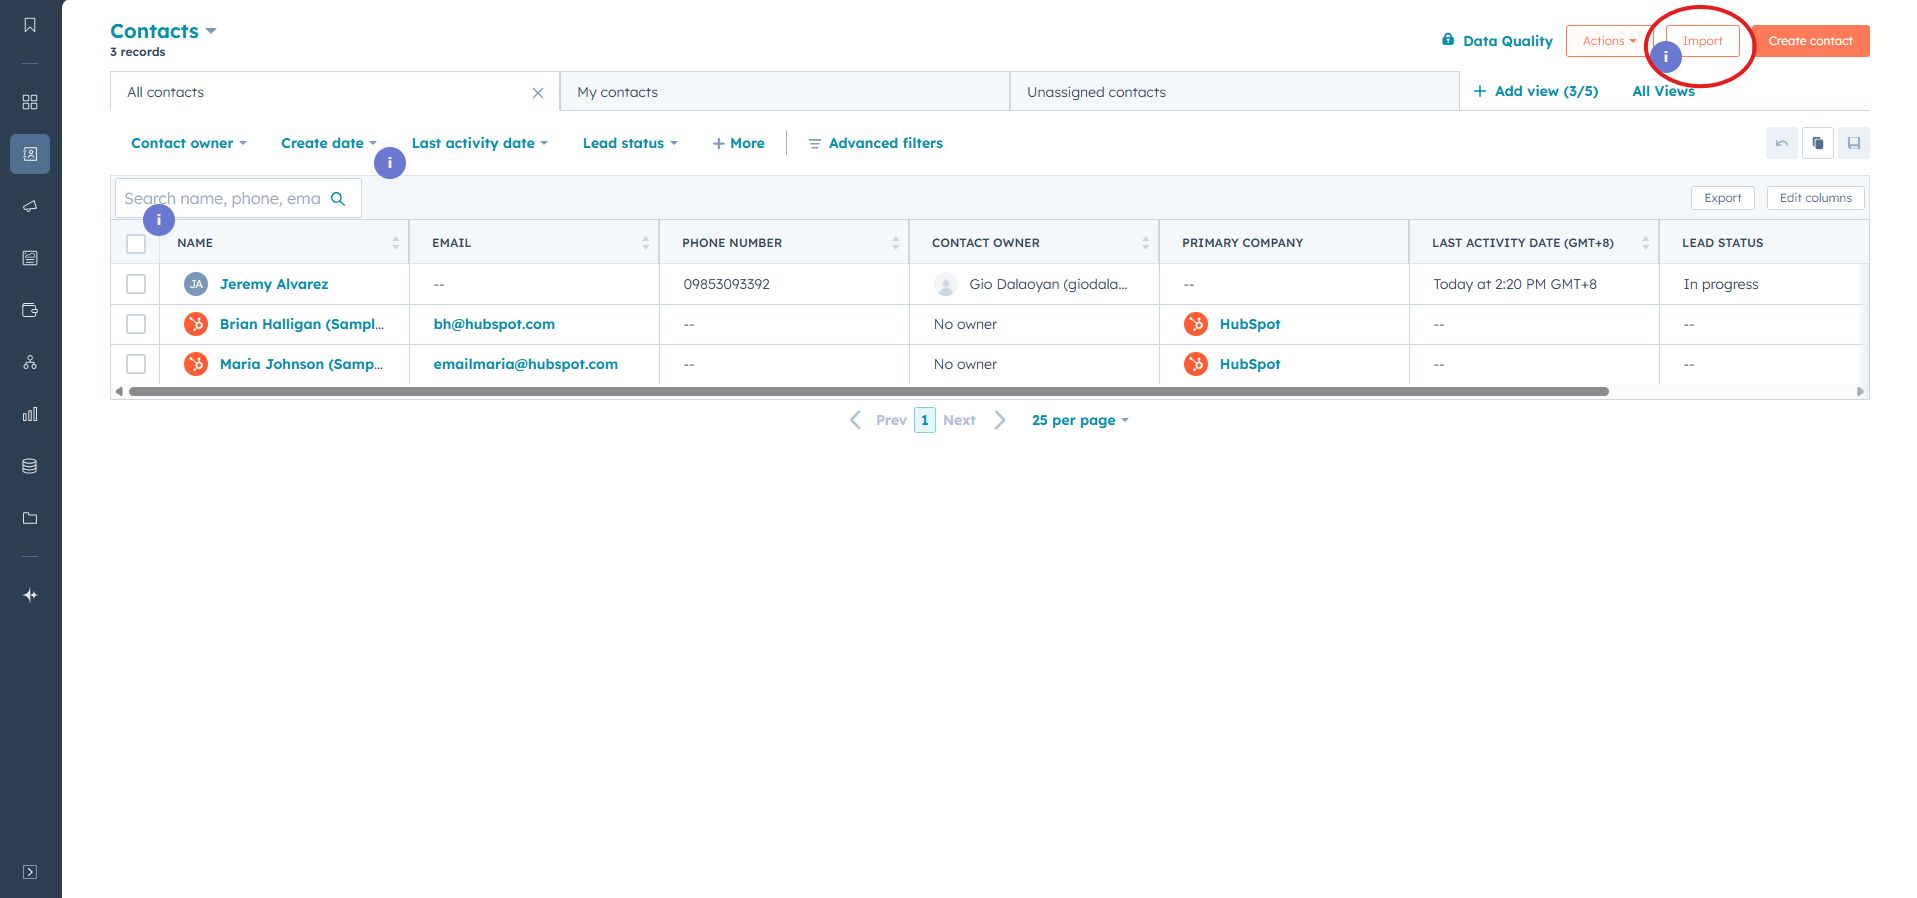 Contacts
3 records
Data Quality
Actions
Import
Create contact
i
All contacts
My contacts
Unassigned contacts
Add view (3/5)
All Views
Contact owner
Create date
Last activity date
Lead status
More
Advanced filters
i
Search name, phone, ema
Export
Edit columns
i
NAME EMAIL PHONE NUMBER CONTACT OWNER PRIMARY COMPANY LAST ACTIVITY DATE (GMT+8) LEAD STATUS
JA Jeremy Alvarez -- 09853093392 Gio Dalaoyan (giodala... -- Today at 2:20 PM GMT+8 In progress
Brian Halligan (Sampl... bh@hubspot.com -- No owner HubSpot -- --
Maria Johnson (Samp... emailmaria@hubspot.com -- No owner HubSpot -- --
Prev 1 Next 25 per page